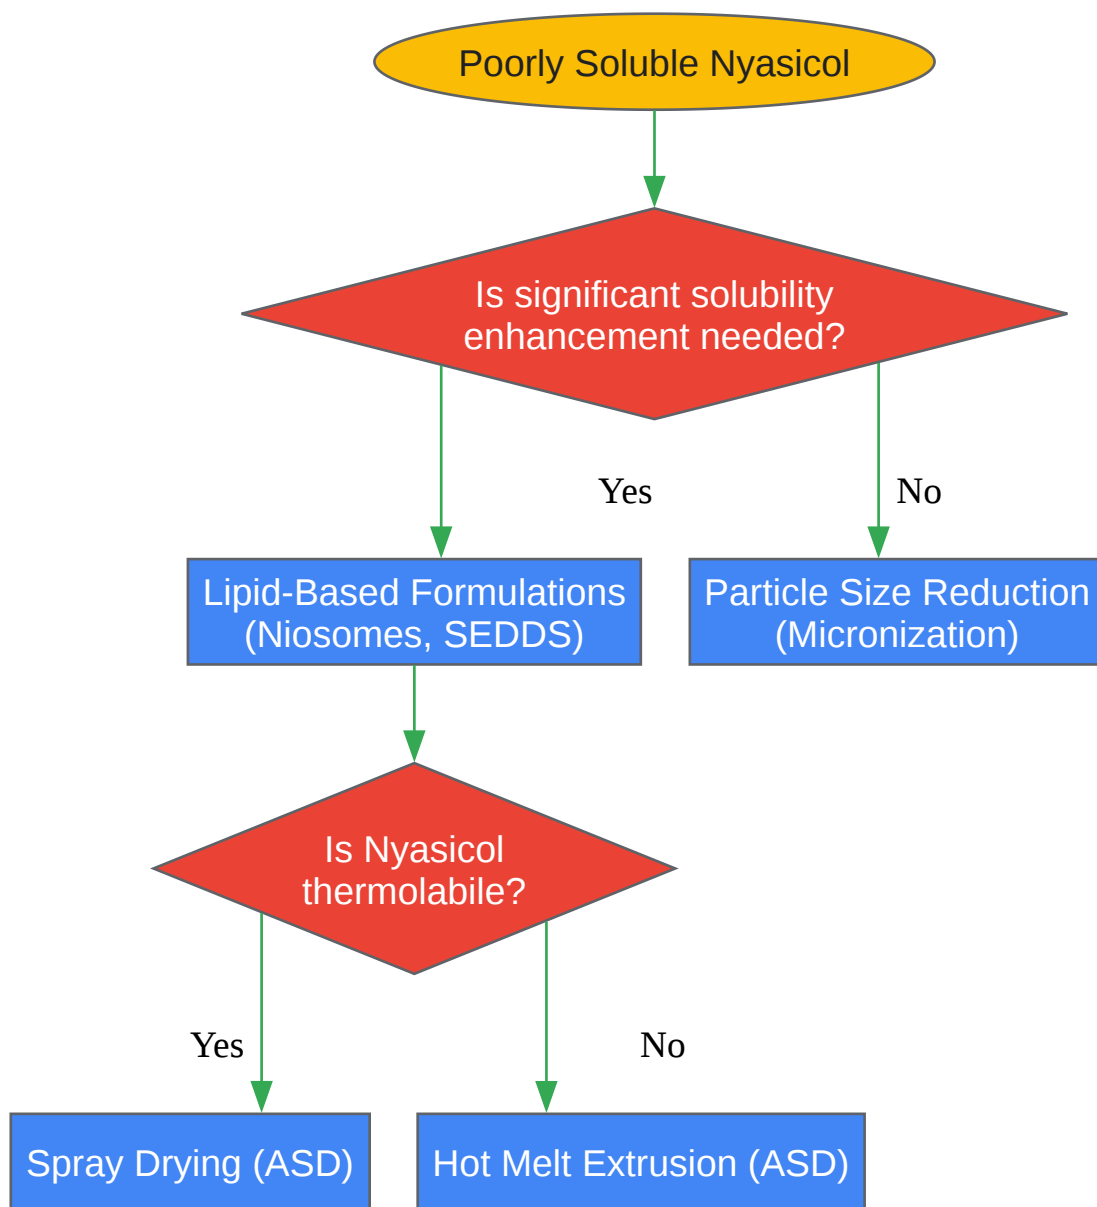 Poorly Soluble Nyasicol
Is significant solubility
enhancement needed?
Yes
No
Lipid-Based Formulations
(Niosomes, SEDDS)
Particle Size Reduction
(Micronization)
Is Nyasicol
thermolabile?
Yes
No
Spray Drying (ASD)
Hot Melt Extrusion (ASD)